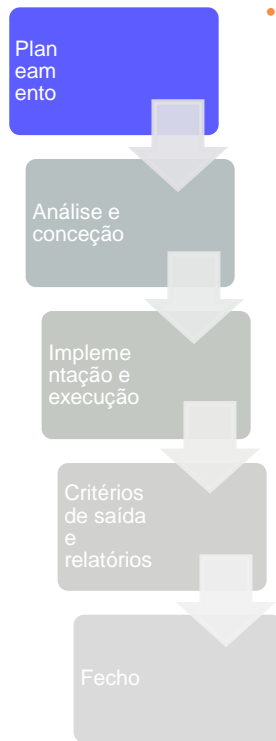 Plan
eam
ento
Análise e
conceção
Impleme
ntação e
execução
Critérios
de saída
e
relatórios
Fecho